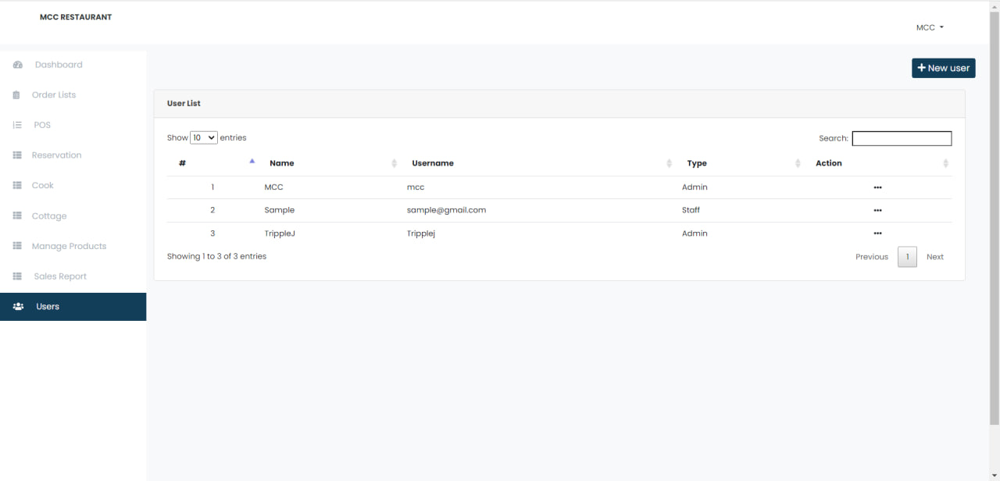 MCC RESTAURANT
MCC
Dashboard
Order Lists
POS
Reservation
Cook
Cottage
Manage Products
Sales Report
Users
New user
User List
Show 10 entries
Search:
# Name Username Type Action
1 MCC mcc Admin
2 Sample sample@gmail.com Staff
3 TrippleJ Tripplej Admin
Showing 1 to 3 of 3 entries
Previous 1 Next